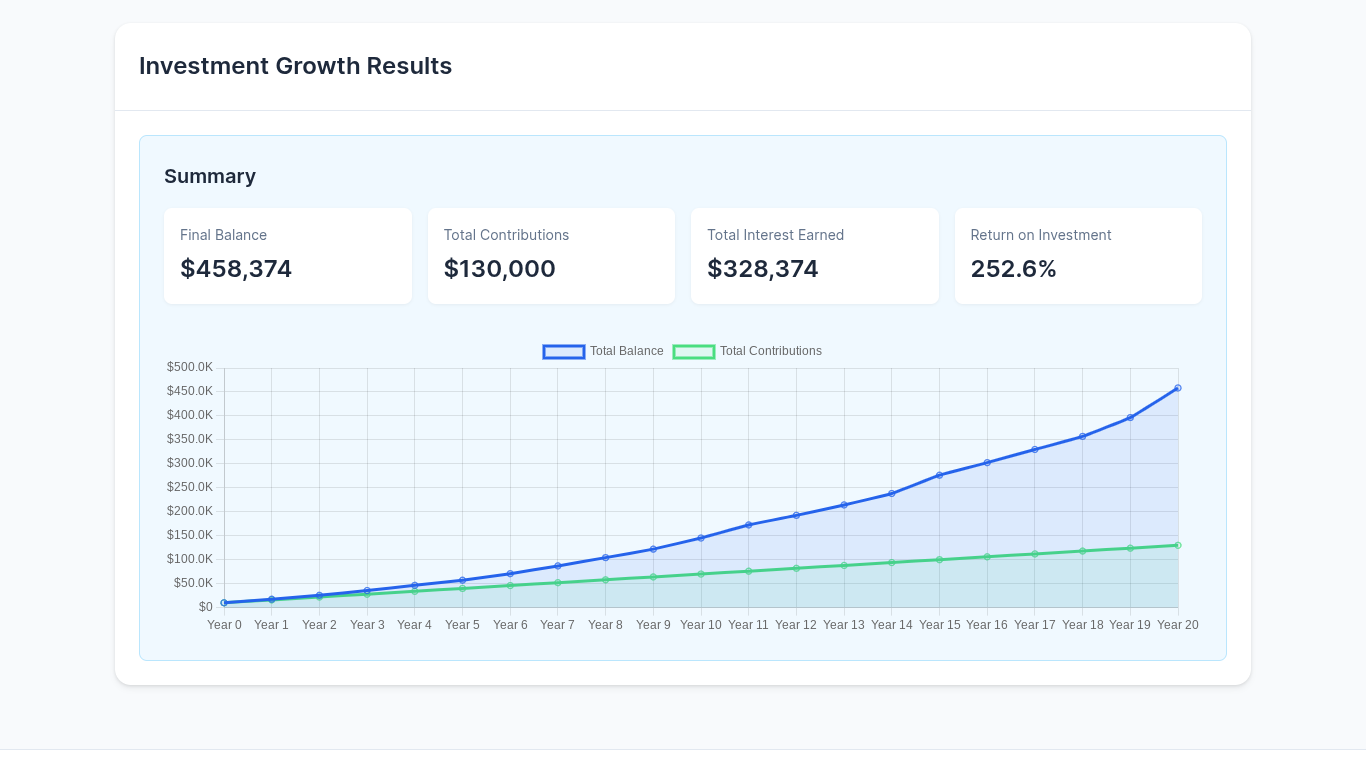 Investment Growth Results
Summary
Final Balance
$458,374
Total Contributions
$130,000
Total Interest Earned
$328,374
Return on Investment
252.6%
Total Balance Total Contributions
$500.0K
$450.0K
$400.0K
$350.0K
$300.0K
$250.0K
$200.0K
$150.0K
$100.0K
$50.0K
$0
Year 0 Year 1 Year 2 Year 3 Year 4 Year 5 Year 6 Year 7 Year 8 Year 9 Year 10 Year 11 Year 12 Year 13 Year 14 Year 15 Year 16 Year 17 Year 18 Year 19 Year 20